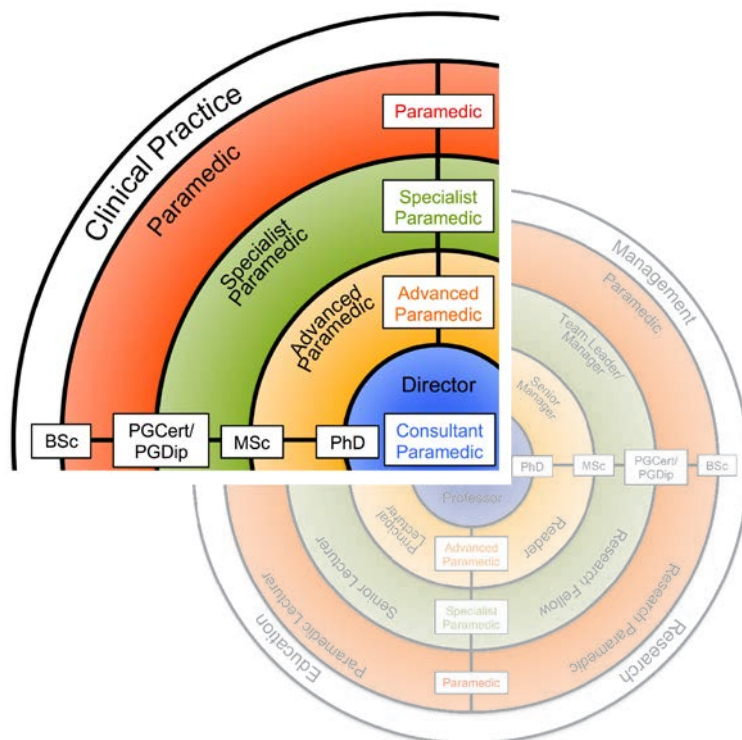 Clinical Practice
Paramedic
Specialist
Paramedic
Advanced
Paramedic
Paramedic
Specialist
Paramedic
Advanced
Paramedic
Director
Consultant
Paramedic
BSc
PGCert/
PGDip
MSc
PhD
Management
Paramedic
Team Leader/
Manager
Senior
Manager
PhD
MSc
PGCert/
PGDip
BSc
Professor
Principal
Lecturer
Reader
Advanced
Paramedic
Senior Lecturer
Research Fellow
Specialist
Paramedic
Paramedic Lecturer
Research Paramedic
Paramedic
Education
Research